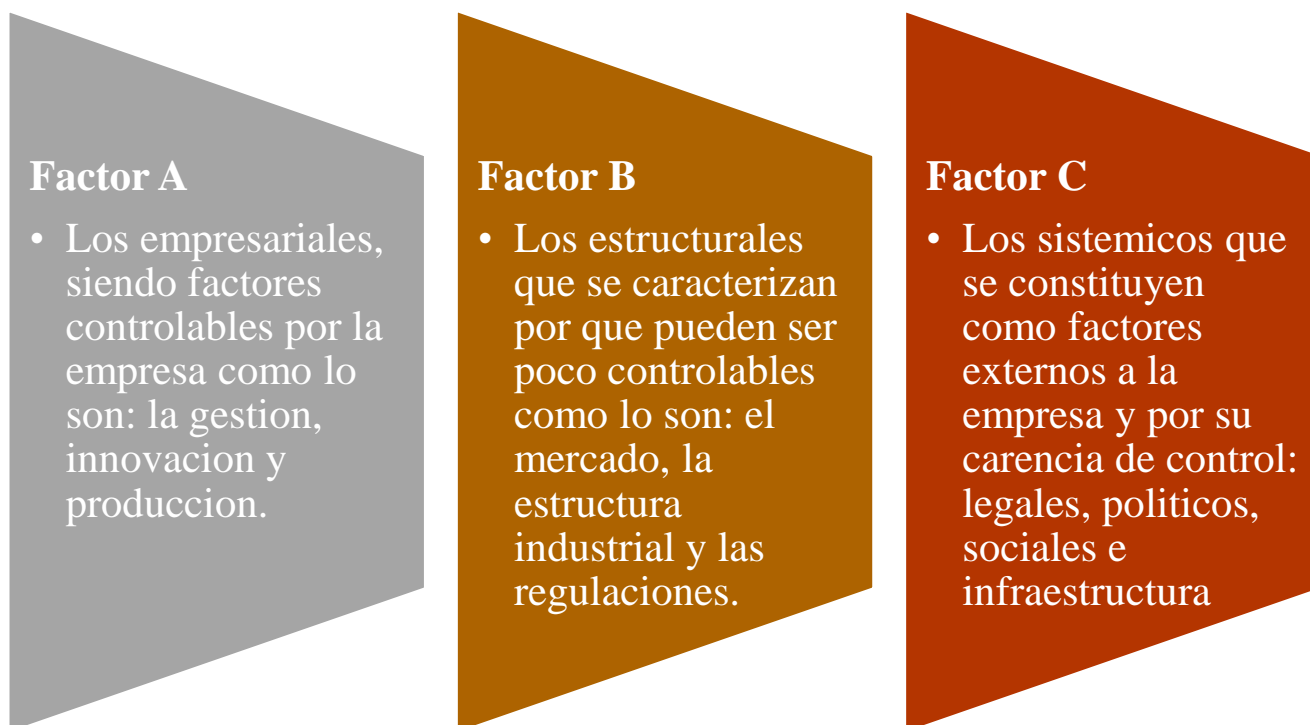 Factor A
• Los empresariales,
siendo factores
controlables por la
empresa como lo
son: la gestion,
innovacion y
produccion.
Factor B
• Los estructurales
que se caracterizan
por que pueden ser
poco controlables
como lo son: el
mercado, la
estructura
industrial y las
regulaciones.
Factor C
• Los sistemicos que
se constituyen
como factores
externos a la
empresa y por su
carencia de control:
legales, politicos,
sociales e
infraestructura